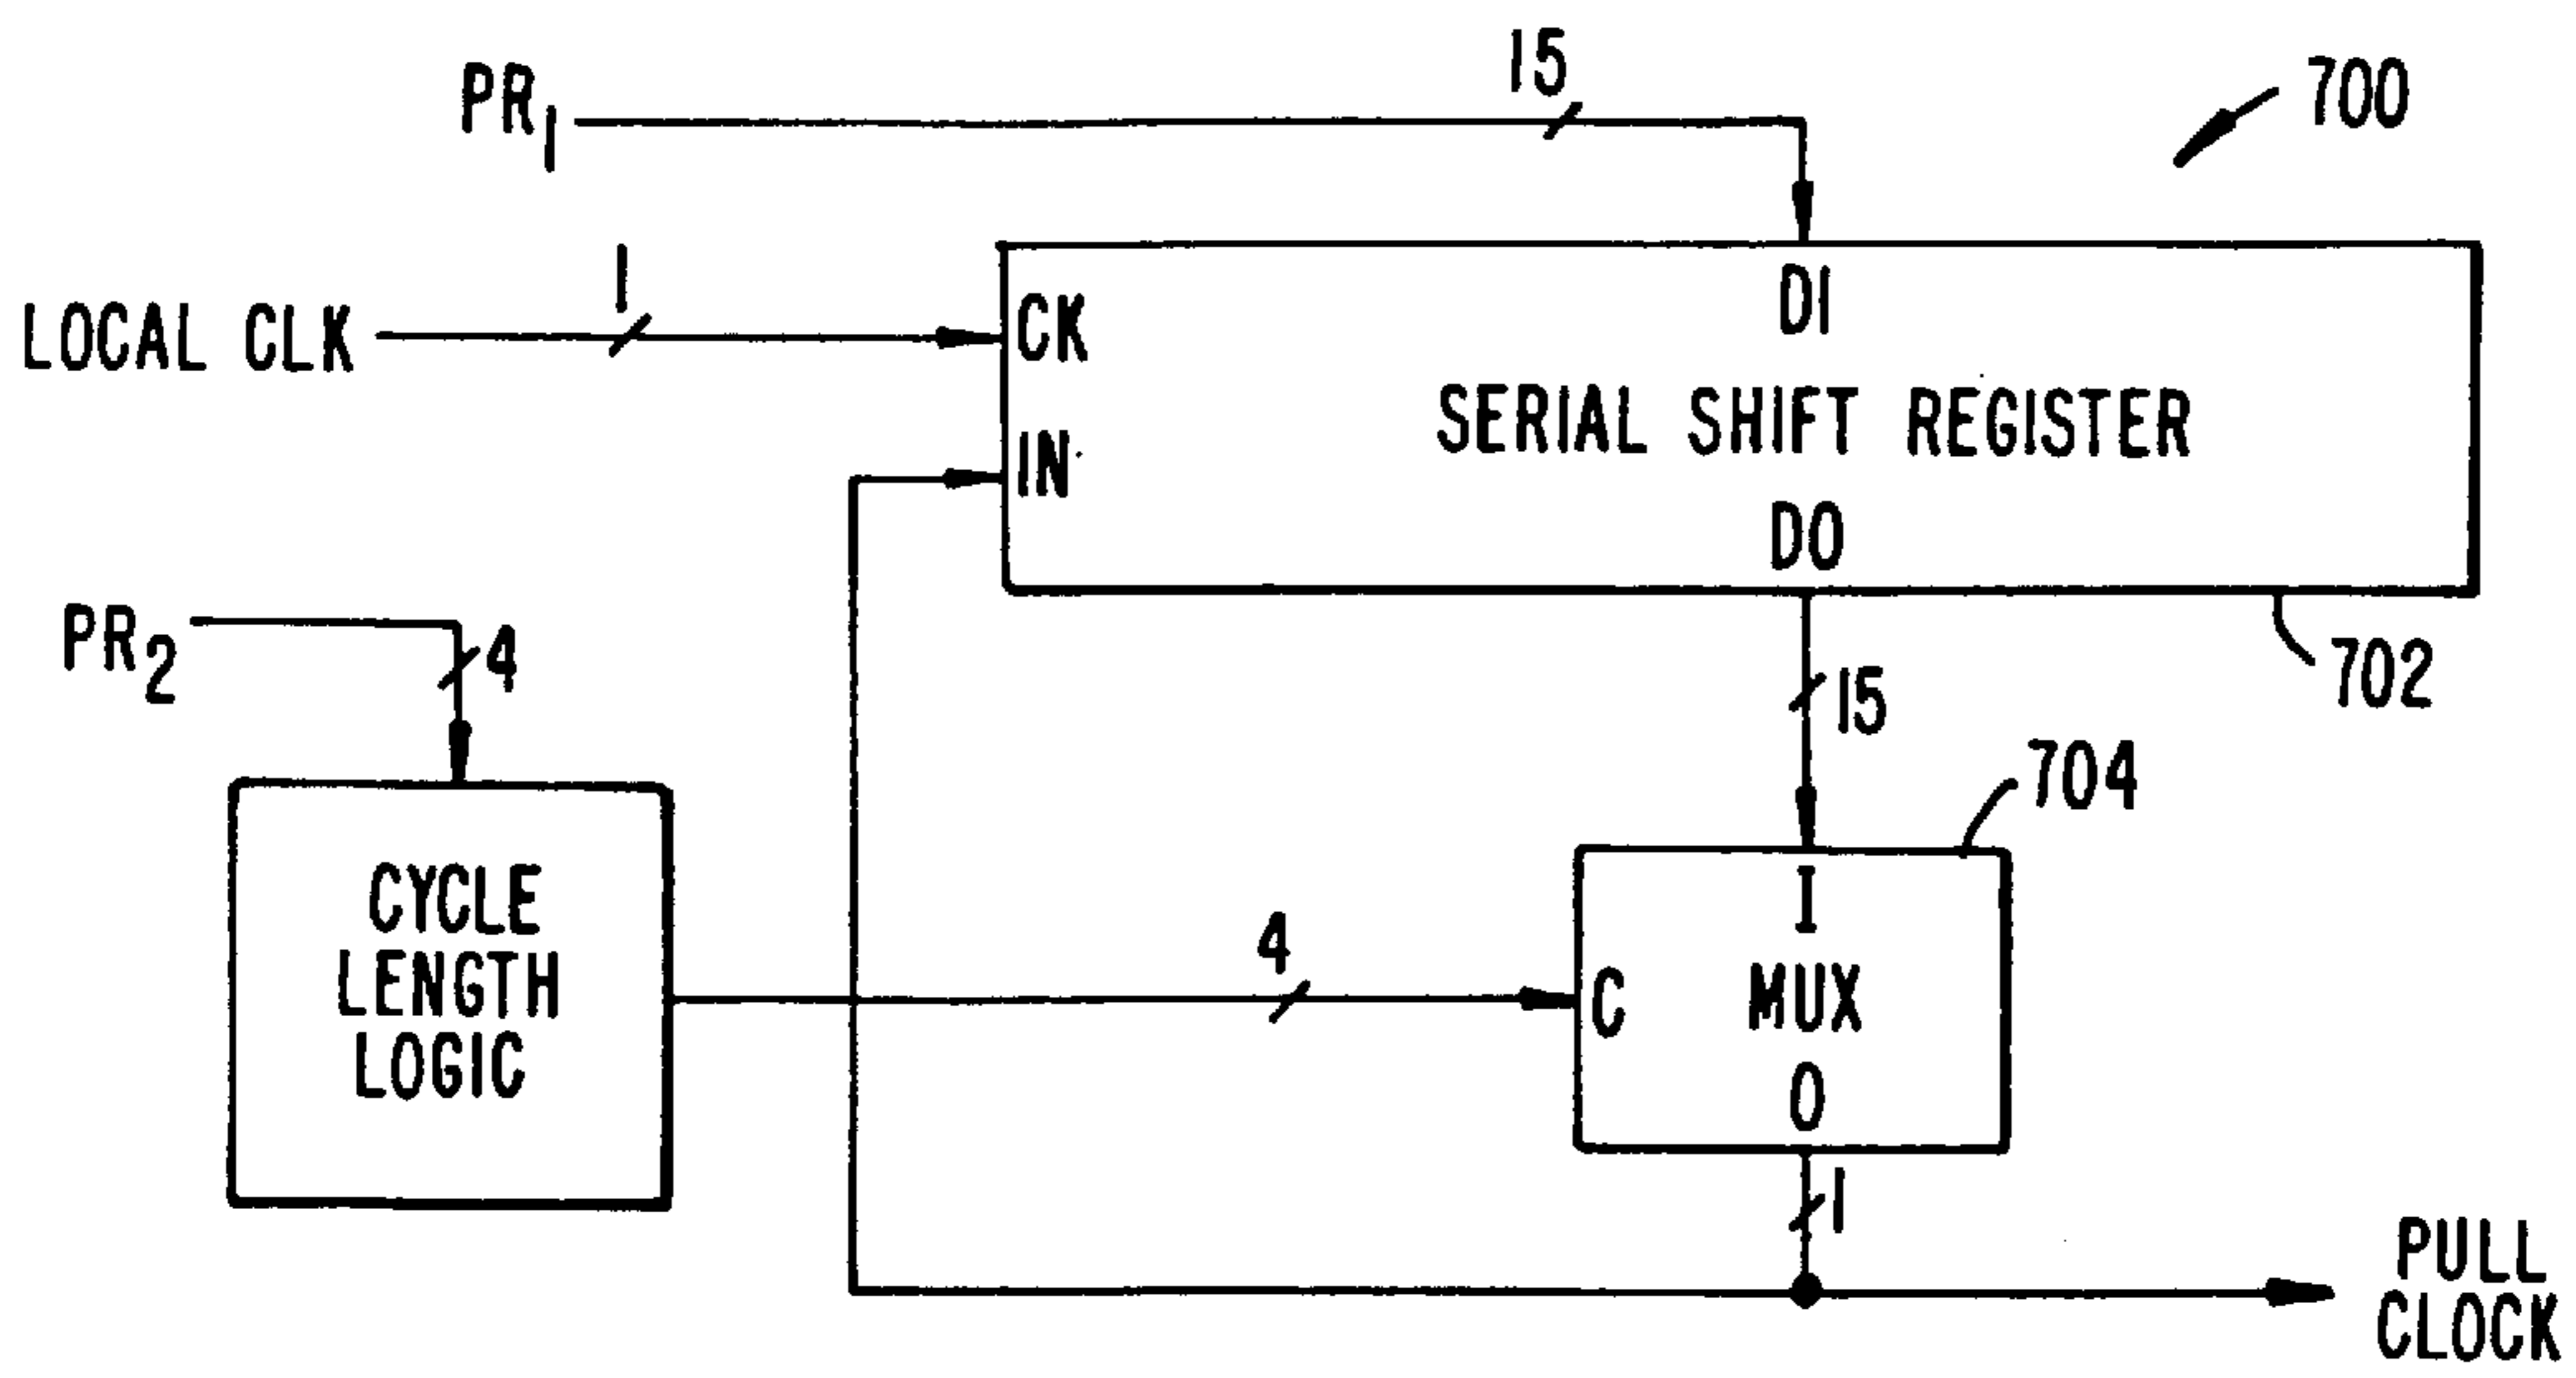 15
PR1
700
1
LOCAL CLK
CK
DI
IN
SERIAL SHIFT REGISTER
DO
PR2
4
15
702
704
CYCLE
LENGTH
LOGIC
4
C
I
MUX
O
1
PULL
CLOCK